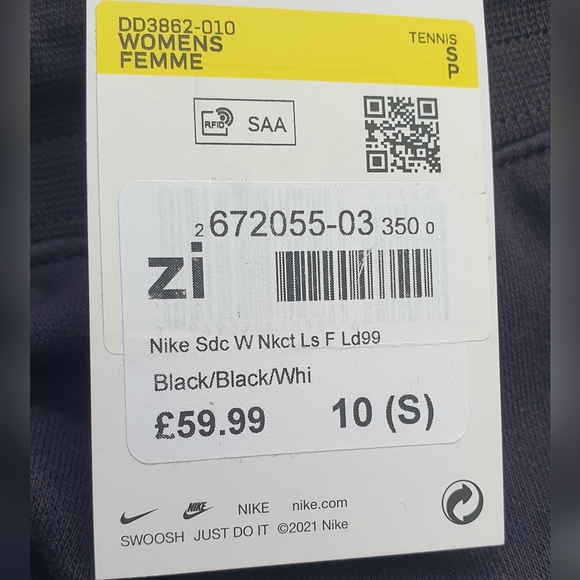 DD3862-010
WOMENS
FEMME
TENNIS
S
P
RFID SAA
2 672055-03 350 0
zi
Nike Sdc W Nkct Ls F Ld99
Black/Black/Whi
£59.99 10 (S)
NIKE NIKE nike.com
SWOOSH JUST DO IT ©2021 Nike